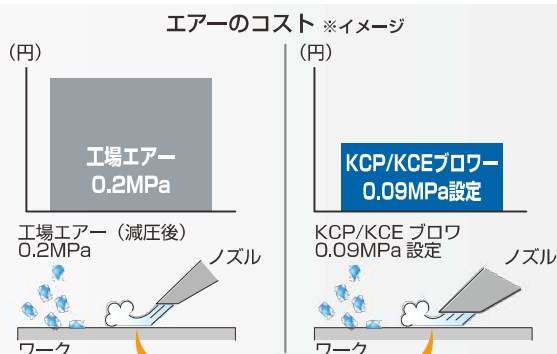 エアーのコスト ※イメージ
(円)
工場エアー
0.2MPa
工場エアー（減圧後）
0.2MPa
ノズル
ワーク
(円)
KCP/KCEブロワー
0.09MPa設定
KCP/KCE ブロワ
0.09MPa 設定
ノズル
ワーク